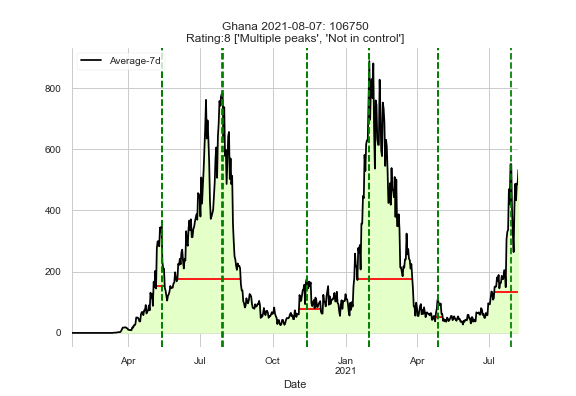 Ghana 2021-08-07: 106750
Rating:8 ['Multiple peaks', 'Not in control']
Average-7d
800
600
400
200
0
Apr
Jul
Oct
Jan
2021
Apr
Jul
Date